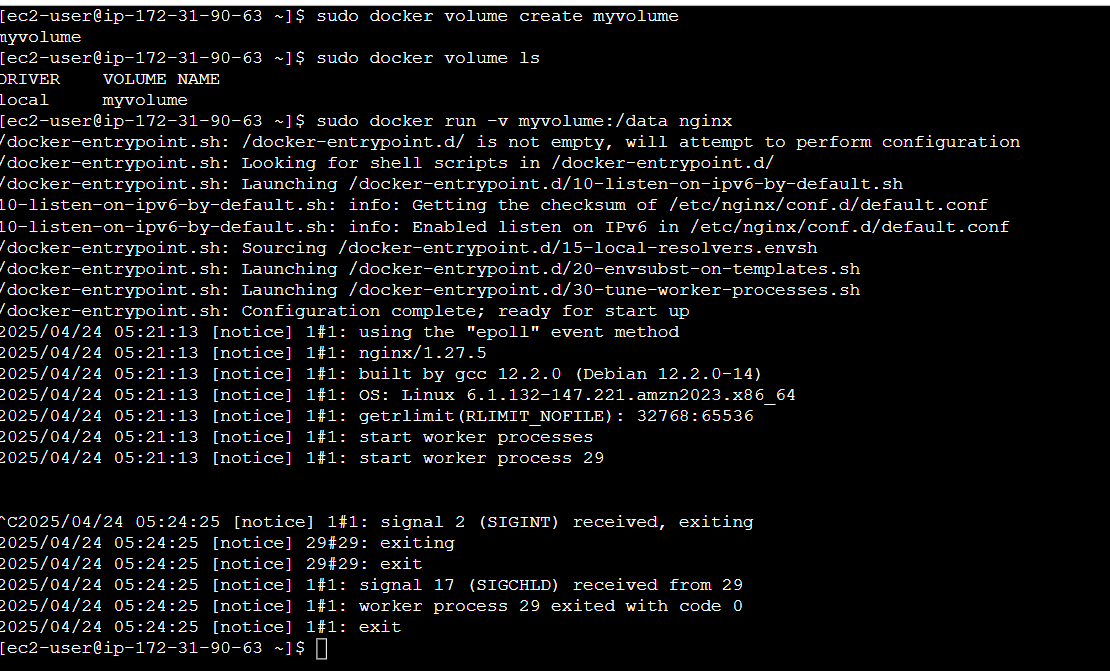 [ec2-user@ip-172-31-90-63 ~]$ sudo docker volume create myvolume
myvolume
[ec2-user@ip-172-31-90-63 ~]$ sudo docker volume ls
DRIVER    VOLUME NAME
local     myvolume
[ec2-user@ip-172-31-90-63 ~]$ sudo docker run -v myvolume:/data nginx
/docker-entrypoint.sh: /docker-entrypoint.d/ is not empty, will attempt to perform configuration
/docker-entrypoint.sh: Looking for shell scripts in /docker-entrypoint.d/
/docker-entrypoint.sh: Launching /docker-entrypoint.d/10-listen-on-ipv6-by-default.sh
10-listen-on-ipv6-by-default.sh: info: Getting the checksum of /etc/nginx/conf.d/default.conf
10-listen-on-ipv6-by-default.sh: info: Enabled listen on IPv6 in /etc/nginx/conf.d/default.conf
/docker-entrypoint.sh: Sourcing /docker-entrypoint.d/15-local-resolvers.envsh
/docker-entrypoint.sh: Launching /docker-entrypoint.d/20-envsubst-on-templates.sh
/docker-entrypoint.sh: Launching /docker-entrypoint.d/30-tune-worker-processes.sh
/docker-entrypoint.sh: Configuration complete; ready for start up
2025/04/24 05:21:13 [notice] 1#1: using the "epoll" event method
2025/04/24 05:21:13 [notice] 1#1: nginx/1.27.5
2025/04/24 05:21:13 [notice] 1#1: built by gcc 12.2.0 (Debian 12.2.0-14)
2025/04/24 05:21:13 [notice] 1#1: OS: Linux 6.1.132-147.221.amzn2023.x86_64
2025/04/24 05:21:13 [notice] 1#1: getrlimit(RLIMIT_NOFILE): 32768:65536
2025/04/24 05:21:13 [notice] 1#1: start worker processes
2025/04/24 05:21:13 [notice] 1#1: start worker process 29
^C2025/04/24 05:24:25 [notice] 1#1: signal 2 (SIGINT) received, exiting
2025/04/24 05:24:25 [notice] 29#29: exiting
2025/04/24 05:24:25 [notice] 29#29: exit
2025/04/24 05:24:25 [notice] 1#1: signal 17 (SIGCHLD) received from 29
2025/04/24 05:24:25 [notice] 1#1: worker process 29 exited with code 0
2025/04/24 05:24:25 [notice] 1#1: exit
[ec2-user@ip-172-31-90-63 ~]$